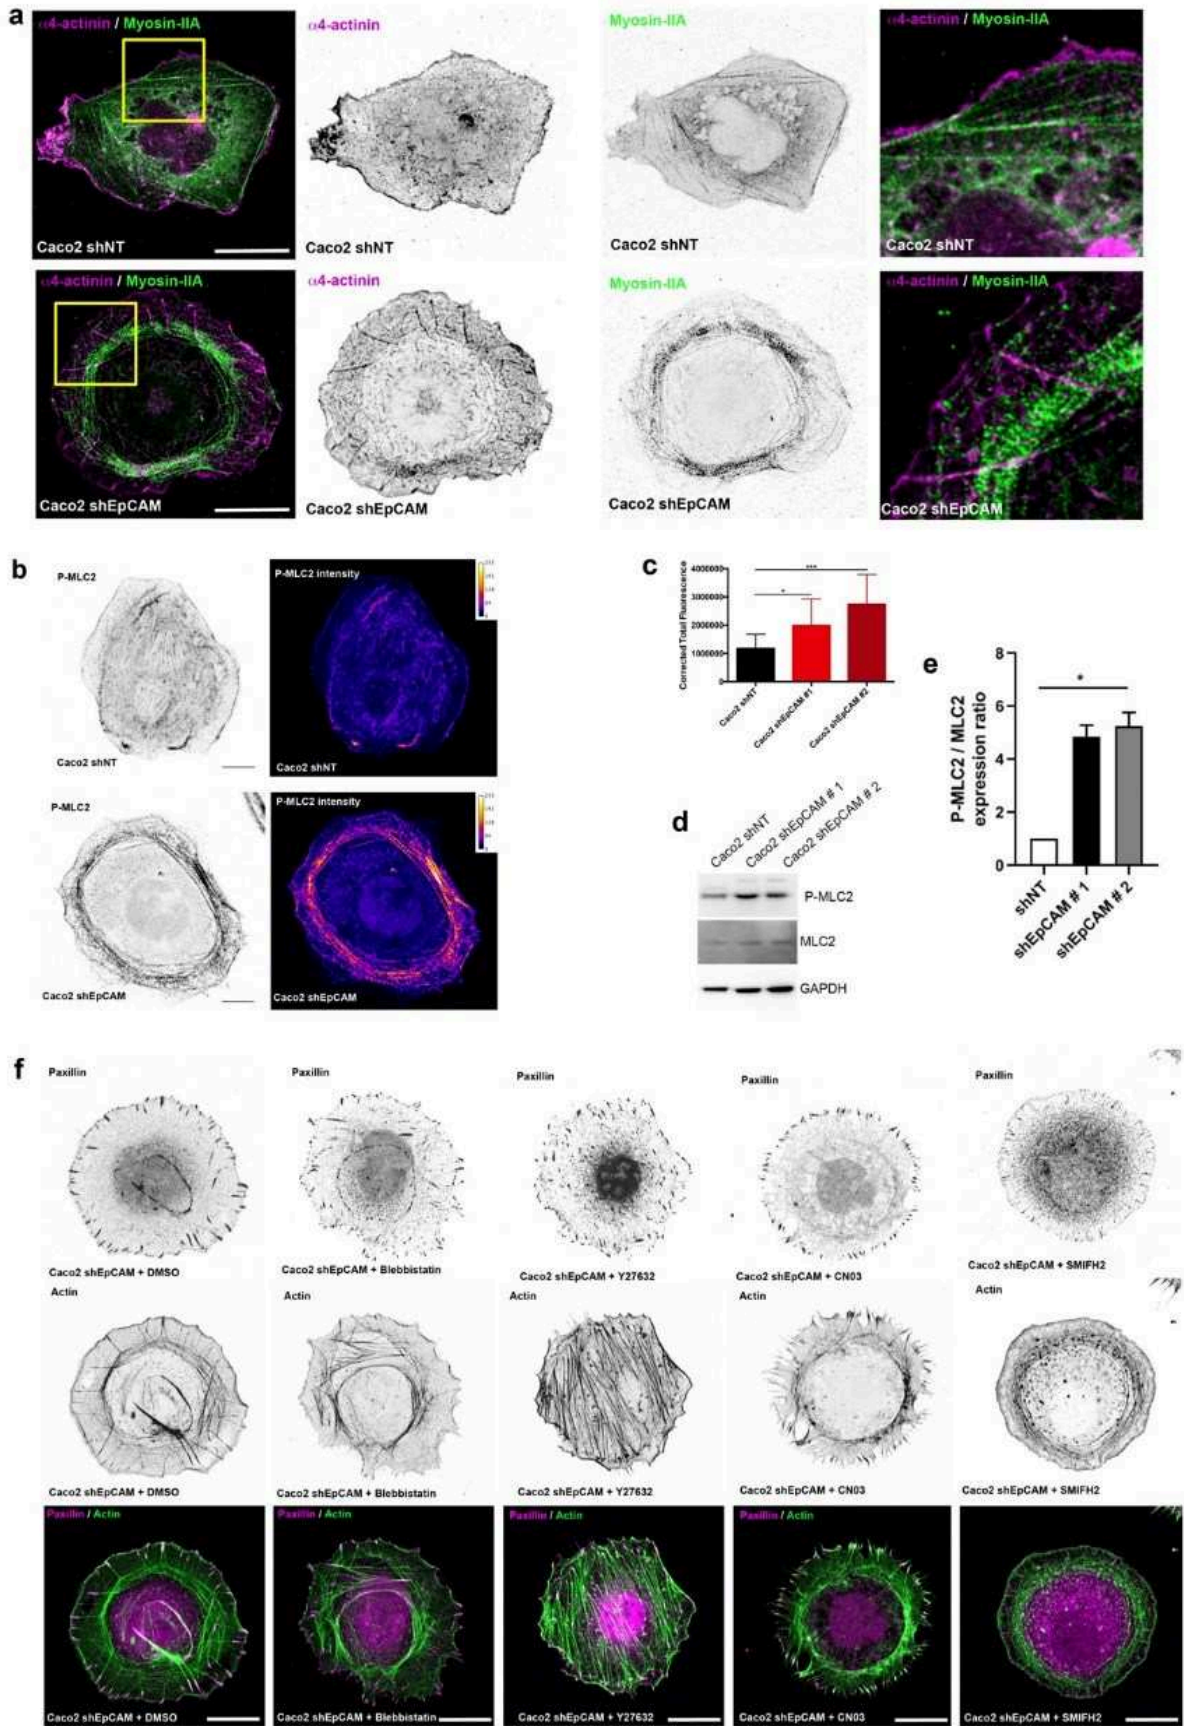 a
α4-actinin / Myosin-IIA
α4-actinin
Myosin-IIA
α4-actinin / Myosin-IIA
Caco2 shNT
Caco2 shNT
Caco2 shNT
Caco2 shNT
α4-actinin / Myosin-IIA
α4-actinin
Myosin-IIA
α4-actinin / Myosin-IIA
Caco2 shEpCAM
Caco2 shEpCAM
Caco2 shEpCAM
Caco2 shEpCAM
b
P-MLC2
P-MLC2 intensity
Caco2 shNT
Caco2 shNT
P-MLC2
P-MLC2 intensity
Caco2 shEpCAM
Caco2 shEpCAM
c
Corrected Total Fluorescence
4000000
3000000
2000000
1000000
0
***
*
Caco2 shNT
Caco2 shEpCAM #1
Caco2 shEpCAM #2
d
Caco2 shNT
Caco2 shEpCAM # 1
Caco2 shEpCAM # 2
P-MLC2
MLC2
GAPDH
e
P-MLC2 / MLC2
expression ratio
8
6
4
2
0
*
shNT
shEpCAM # 1
shEpCAM # 2
f
Paxillin
Paxillin
Paxillin
Paxillin
Paxillin
Caco2 shEpCAM + DMSO
Caco2 shEpCAM + Blebbistatin
Caco2 shEpCAM + Y27632
Caco2 shEpCAM + CN03
Caco2 shEpCAM + SMIFH2
Actin
Actin
Actin
Actin
Actin
Caco2 shEpCAM + DMSO
Caco2 shEpCAM + Blebbistatin
Caco2 shEpCAM + Y27632
Caco2 shEpCAM + CN03
Caco2 shEpCAM + SMIFH2
Paxillin / Actin
Paxillin / Actin
Paxillin / Actin
Paxillin / Actin
Paxillin / Actin
Caco2 shEpCAM + DMSO
Caco2 shEpCAM + Blebbistatin
Caco2 shEpCAM + Y27632
Caco2 shEpCAM + CN03
Caco2 shEpCAM + SMIFH2